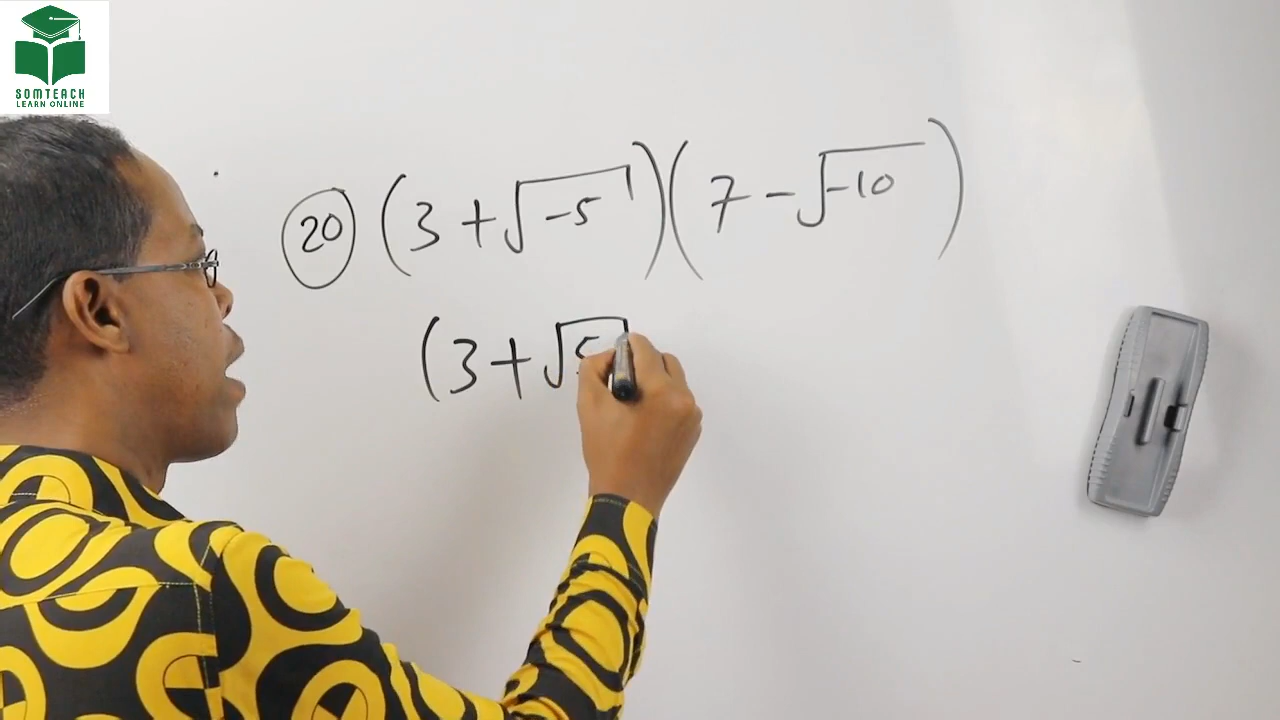 SOMTEACH
LEARN ONLINE
20 (3 + √-5)(7 - √-10)
(3 + √5